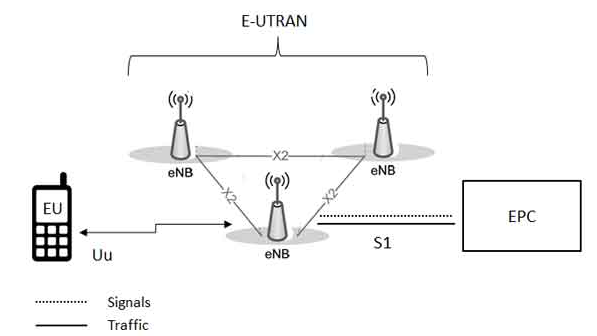 E-UTRAN
eNB
X2
eNB
X2
X2
EU
eNB
Uu
S1
EPC
Signals
Traffic